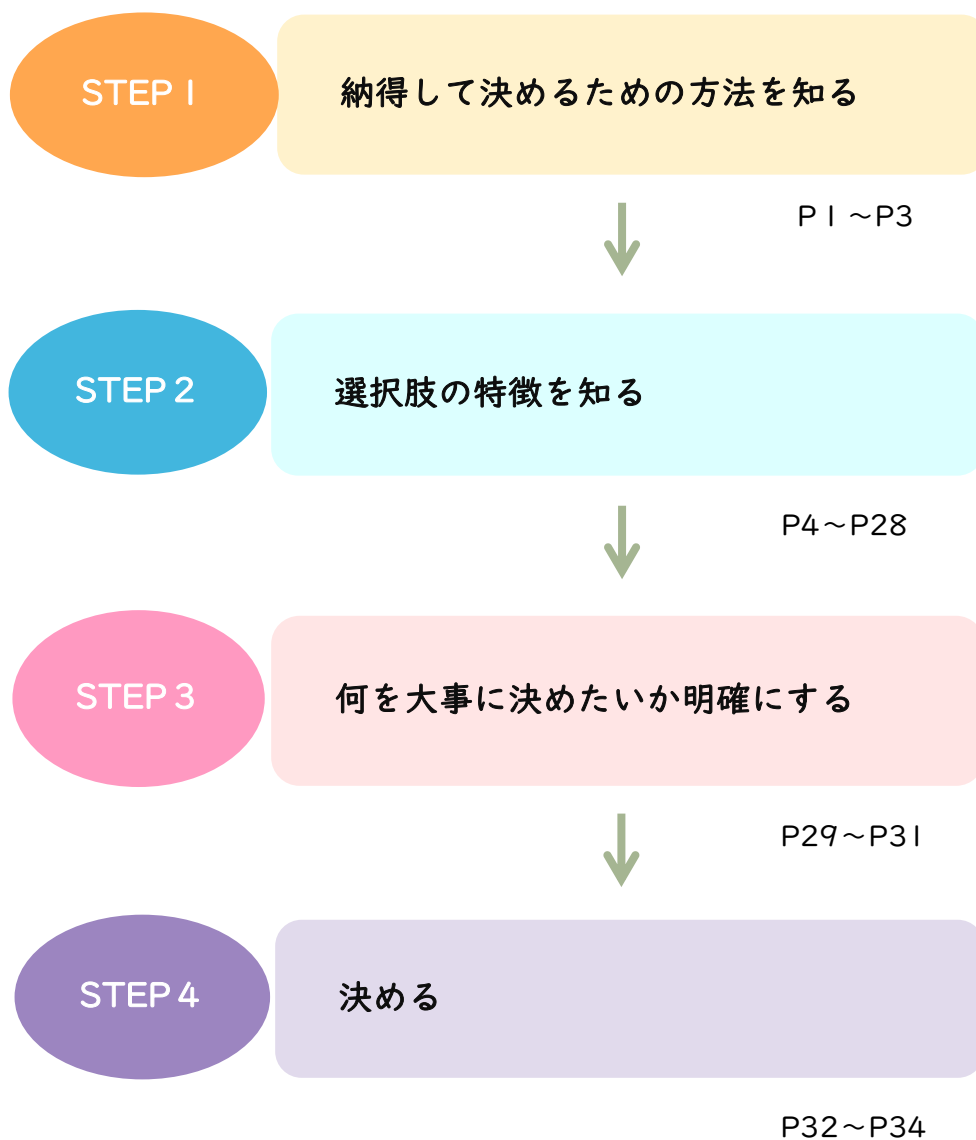 STEP 1
納得して決めるための方法を知る
P1～P3
STEP 2
選択肢の特徴を知る
P4～P28
STEP 3
何を大事に決めたいか明確にする
P29～P31
STEP 4
決める
P32～P34